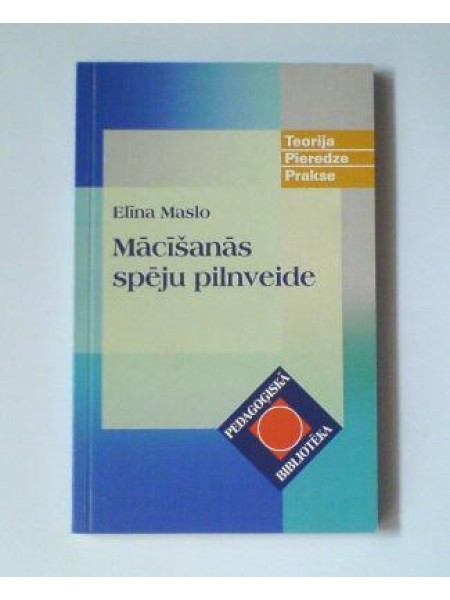 Teorija
Pieredze
Prakse
Elīna Maslo
Mācīšanās
spēju pilnveide
PEDAGOĢISKĀ
BIBLIOTĒKA